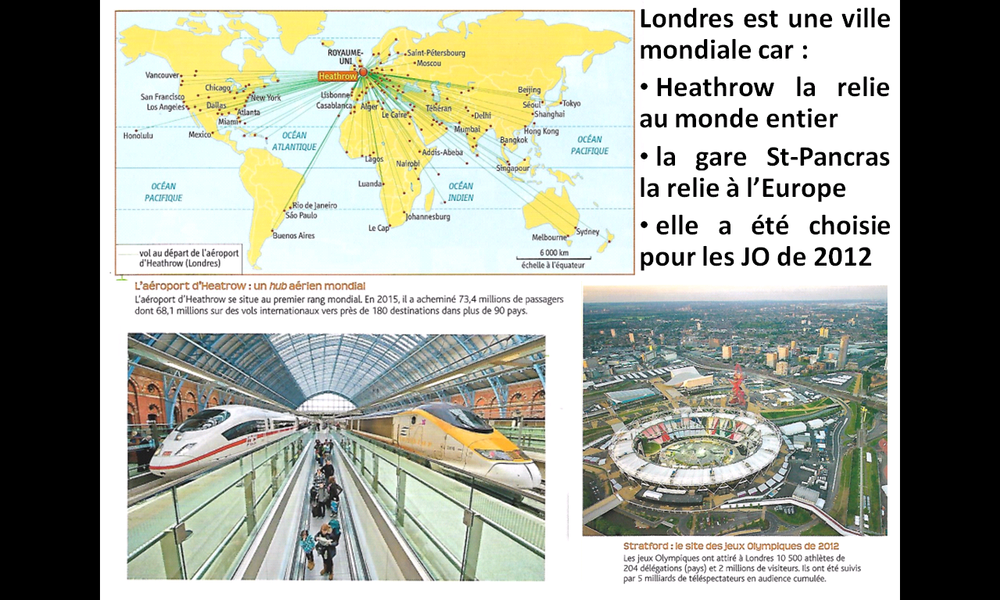 Londres est une ville
mondiale car :
• Heathrow la relie
au monde entier
• la gare St-Pancras
la relie à l’Europe
• elle a été choisie
pour les JO de 2012
ROYAUME-
UNI
Heathrow
Saint-Pétersbourg
Moscou
Vancouver
Chicago
San Francisco
New York
Los Angeles
Dallas
Atlanta
Miami
Honolulu
Mexico
Lisbonne
Casablanca
Alger
Le Caire
Téhéran
Delhi
Mumbai
Beijing
Séoul
Tokyo
Shanghai
Hong Kong
Bangkok
Singapour
OCÉAN
ATLANTIQUE
OCÉAN
PACIFIQUE
Addis-Abeba
Lagos
Nairobi
Luanda
OCÉAN
INDIEN
OCÉAN
PACIFIQUE
Rio de Janeiro
São Paulo
Buenos Aires
Johannesburg
Le Cap
Melbourne
Sydney
vol au départ de l'aéroport
d'Heathrow (Londres)
6 000 km
échelle à l'équateur
L'aéroport d'Heatrow : un hub aérien mondial
L'aéroport d'Heathrow se situe au premier rang mondial. En 2015, il a acheminé 73,4 millions de passagers
dont 68,1 millions sur des vols internationaux vers près de 180 destinations dans plus de 90 pays.
Stratford : le site des jeux Olympiques de 2012
Les jeux Olympiques ont attiré à Londres 10 500 athlètes de
204 délégations (pays) et 2 millions de visiteurs. Ils ont été suivis
par 5 milliards de téléspectateurs en audience cumulée.